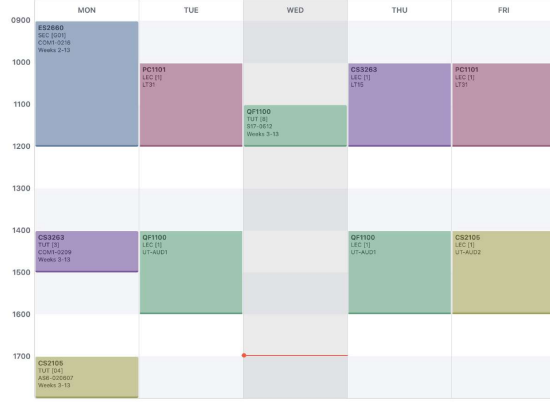 MON TUE WED THU FRI
0900
ES2660
SEC [G01]
COM1-0216
Weeks 3-13
1000
PC1101
LEC [1]
LT31
CS3263
LEC [1]
LT15
PC1101
LEC [1]
LT31
1100
QF1100
TUT [8]
S17-0612
Weeks 3-13
1200
1300
1400
CS3263
TUT [3]
COM1-0209
Weeks 3-13
QF1100
LEC [1]
UT-AUD1
QF1100
LEC [1]
UT-AUD1
CS2105
LEC [1]
UT-AUD2
1500
1600
1700
CS2105
TUT [04]
AS6-020807
Weeks 3-13